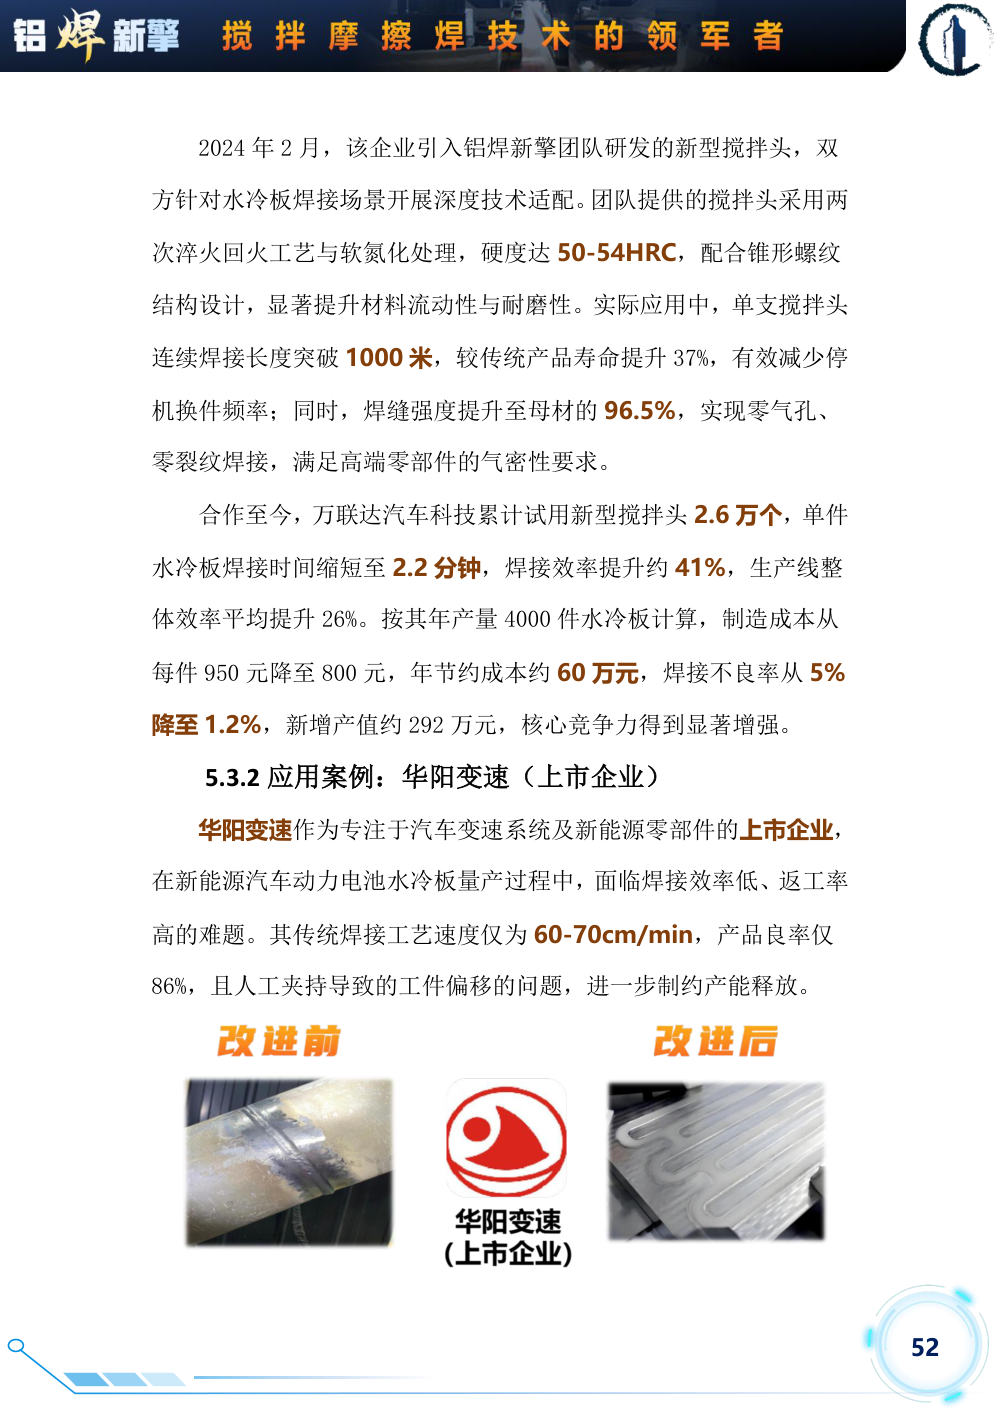 铝焊新擎 搅拌摩擦焊技术的领军者
2024 年 2 月，该企业引入铝焊新擎团队研发的新型搅拌头，双
方针对水冷板焊接场景开展深度技术适配。团队提供的搅拌头采用两
次淬火回火工艺与软氮化处理，硬度达 50-54HRC，配合锥形螺纹
结构设计，显著提升材料流动性与耐磨性。实际应用中，单支搅拌头
连续焊接长度突破 1000 米，较传统产品寿命提升 37%，有效减少停
机换件频率；同时，焊缝强度提升至母材的 96.5%，实现零气孔、
零裂纹焊接，满足高端零部件的气密性要求。
合作至今，万联达汽车科技累计试用新型搅拌头 2.6 万个，单件
水冷板焊接时间缩短至 2.2 分钟，焊接效率提升约 41%，生产线整
体效率平均提升 26%。按其年产量 4000 件水冷板计算，制造成本从
每件 950 元降至 800 元，年节约成本约 60 万元，焊接不良率从 5%
降至 1.2%，新增产值约 292 万元，核心竞争力得到显著增强。
5.3.2 应用案例：华阳变速（上市企业）
华阳变速作为专注于汽车变速系统及新能源零部件的上市企业，
在新能源汽车动力电池水冷板量产过程中，面临焊接效率低、返工率
高的难题。其传统焊接工艺速度仅为 60-70cm/min，产品良率仅
86%，且人工夹持导致的工件偏移的问题，进一步制约产能释放。
改进前 改进后
华阳变速
(上市企业)
52